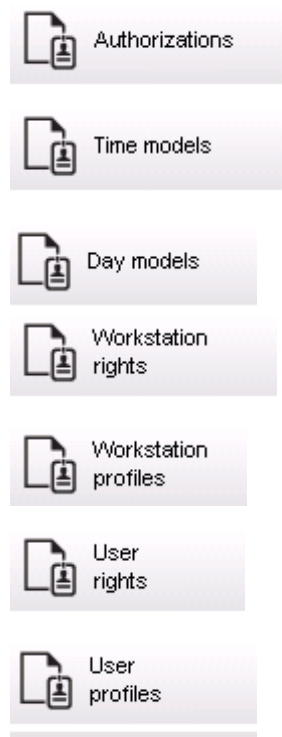 Authorizations
Time models
Day models
Workstation
rights
Workstation
profiles
User
rights
User
profiles